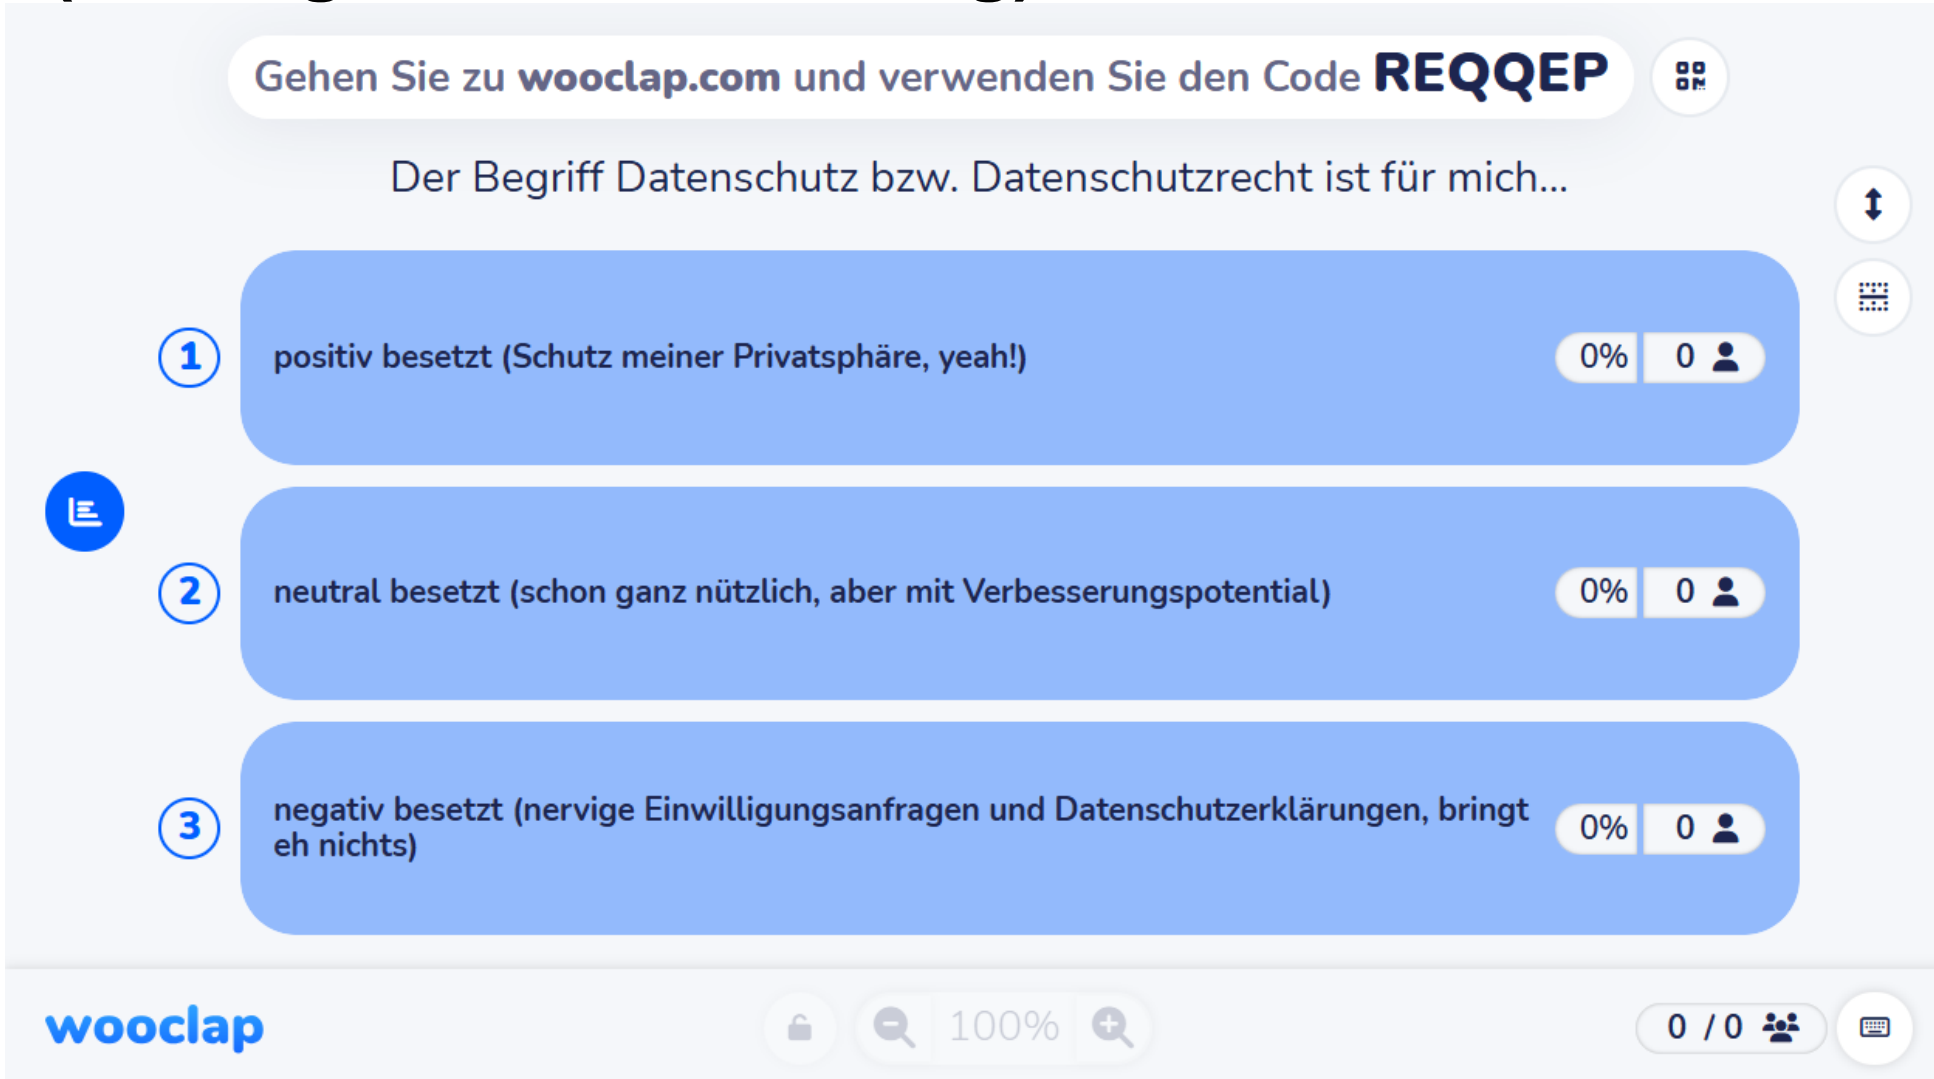 Gehen Sie zu wooclap.com und verwenden Sie den Code REQQEP
Der Begriff Datenschutz bzw. Datenschutzrecht ist für mich...
1 positiv besetzt (Schutz meiner Privatsphäre, yeah!) 0% 0
2 neutral besetzt (schon ganz nützlich, aber mit Verbesserungspotential) 0% 0
3 negativ besetzt (nervige Einwilligungsanfragen und Datenschutzerklärungen, bringt
eh nichts) 0% 0
wooclap 100% 0 / 0